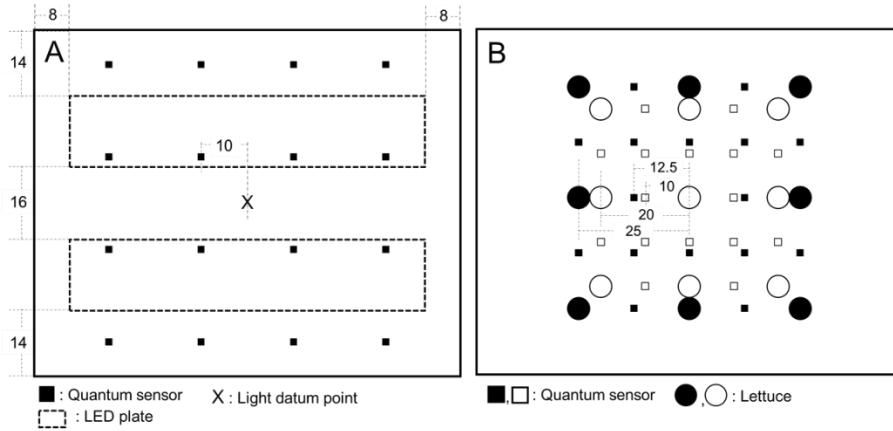 8
8
A
B
14
10
12.5
10
16
20
25
14
■ : Quantum sensor X : Light datum point
: LED plate
■,□ : Quantum sensor ●,○ : Lettuce